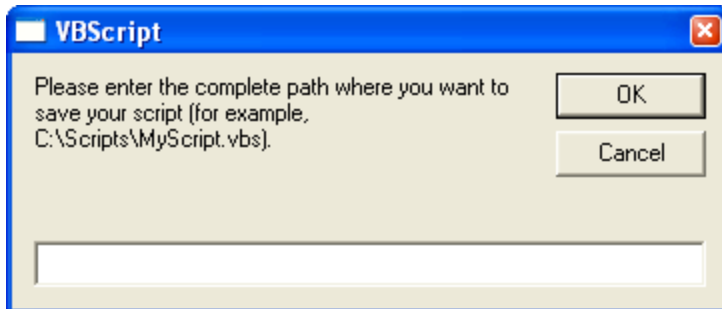 VBScript
Please enter the complete path where you want to
save your script (for example,
C:\Scripts\MyScript.vbs).
OK
Cancel